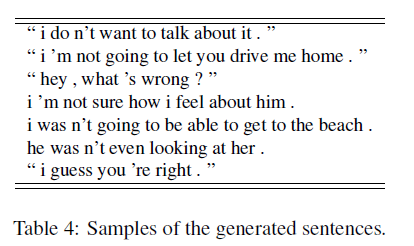 “ i do n’t want to talk about it . ”
“ i ’m not going to let you drive me home . ”
“ hey , what ’s wrong ? ”
i ’m not sure how i feel about him .
i was n’t going to be able to get to the beach .
he was n’t even looking at her .
“ i guess you ’re right . ”
Table 4: Samples of the generated sentences.